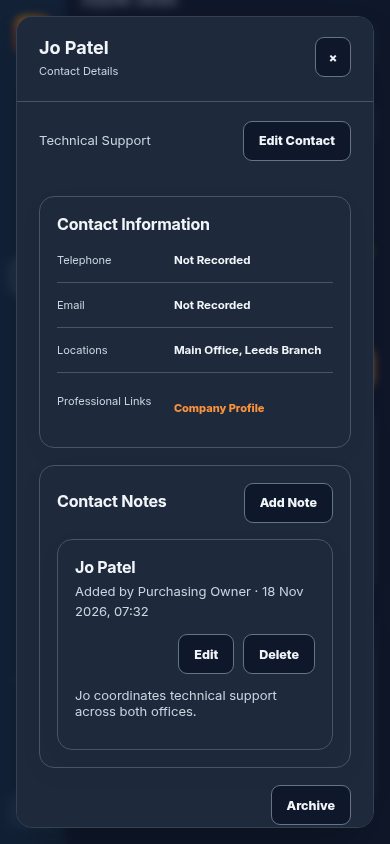 Jo Patel
Contact Details
×
Technical Support
Edit Contact
Contact Information
Telephone Not Recorded
Email Not Recorded
Locations Main Office, Leeds Branch
Professional Links Company Profile
Contact Notes
Add Note
Jo Patel
Added by Purchasing Owner · 18 Nov
2026, 07:32
Edit Delete
Jo coordinates technical support
across both offices.
Archive